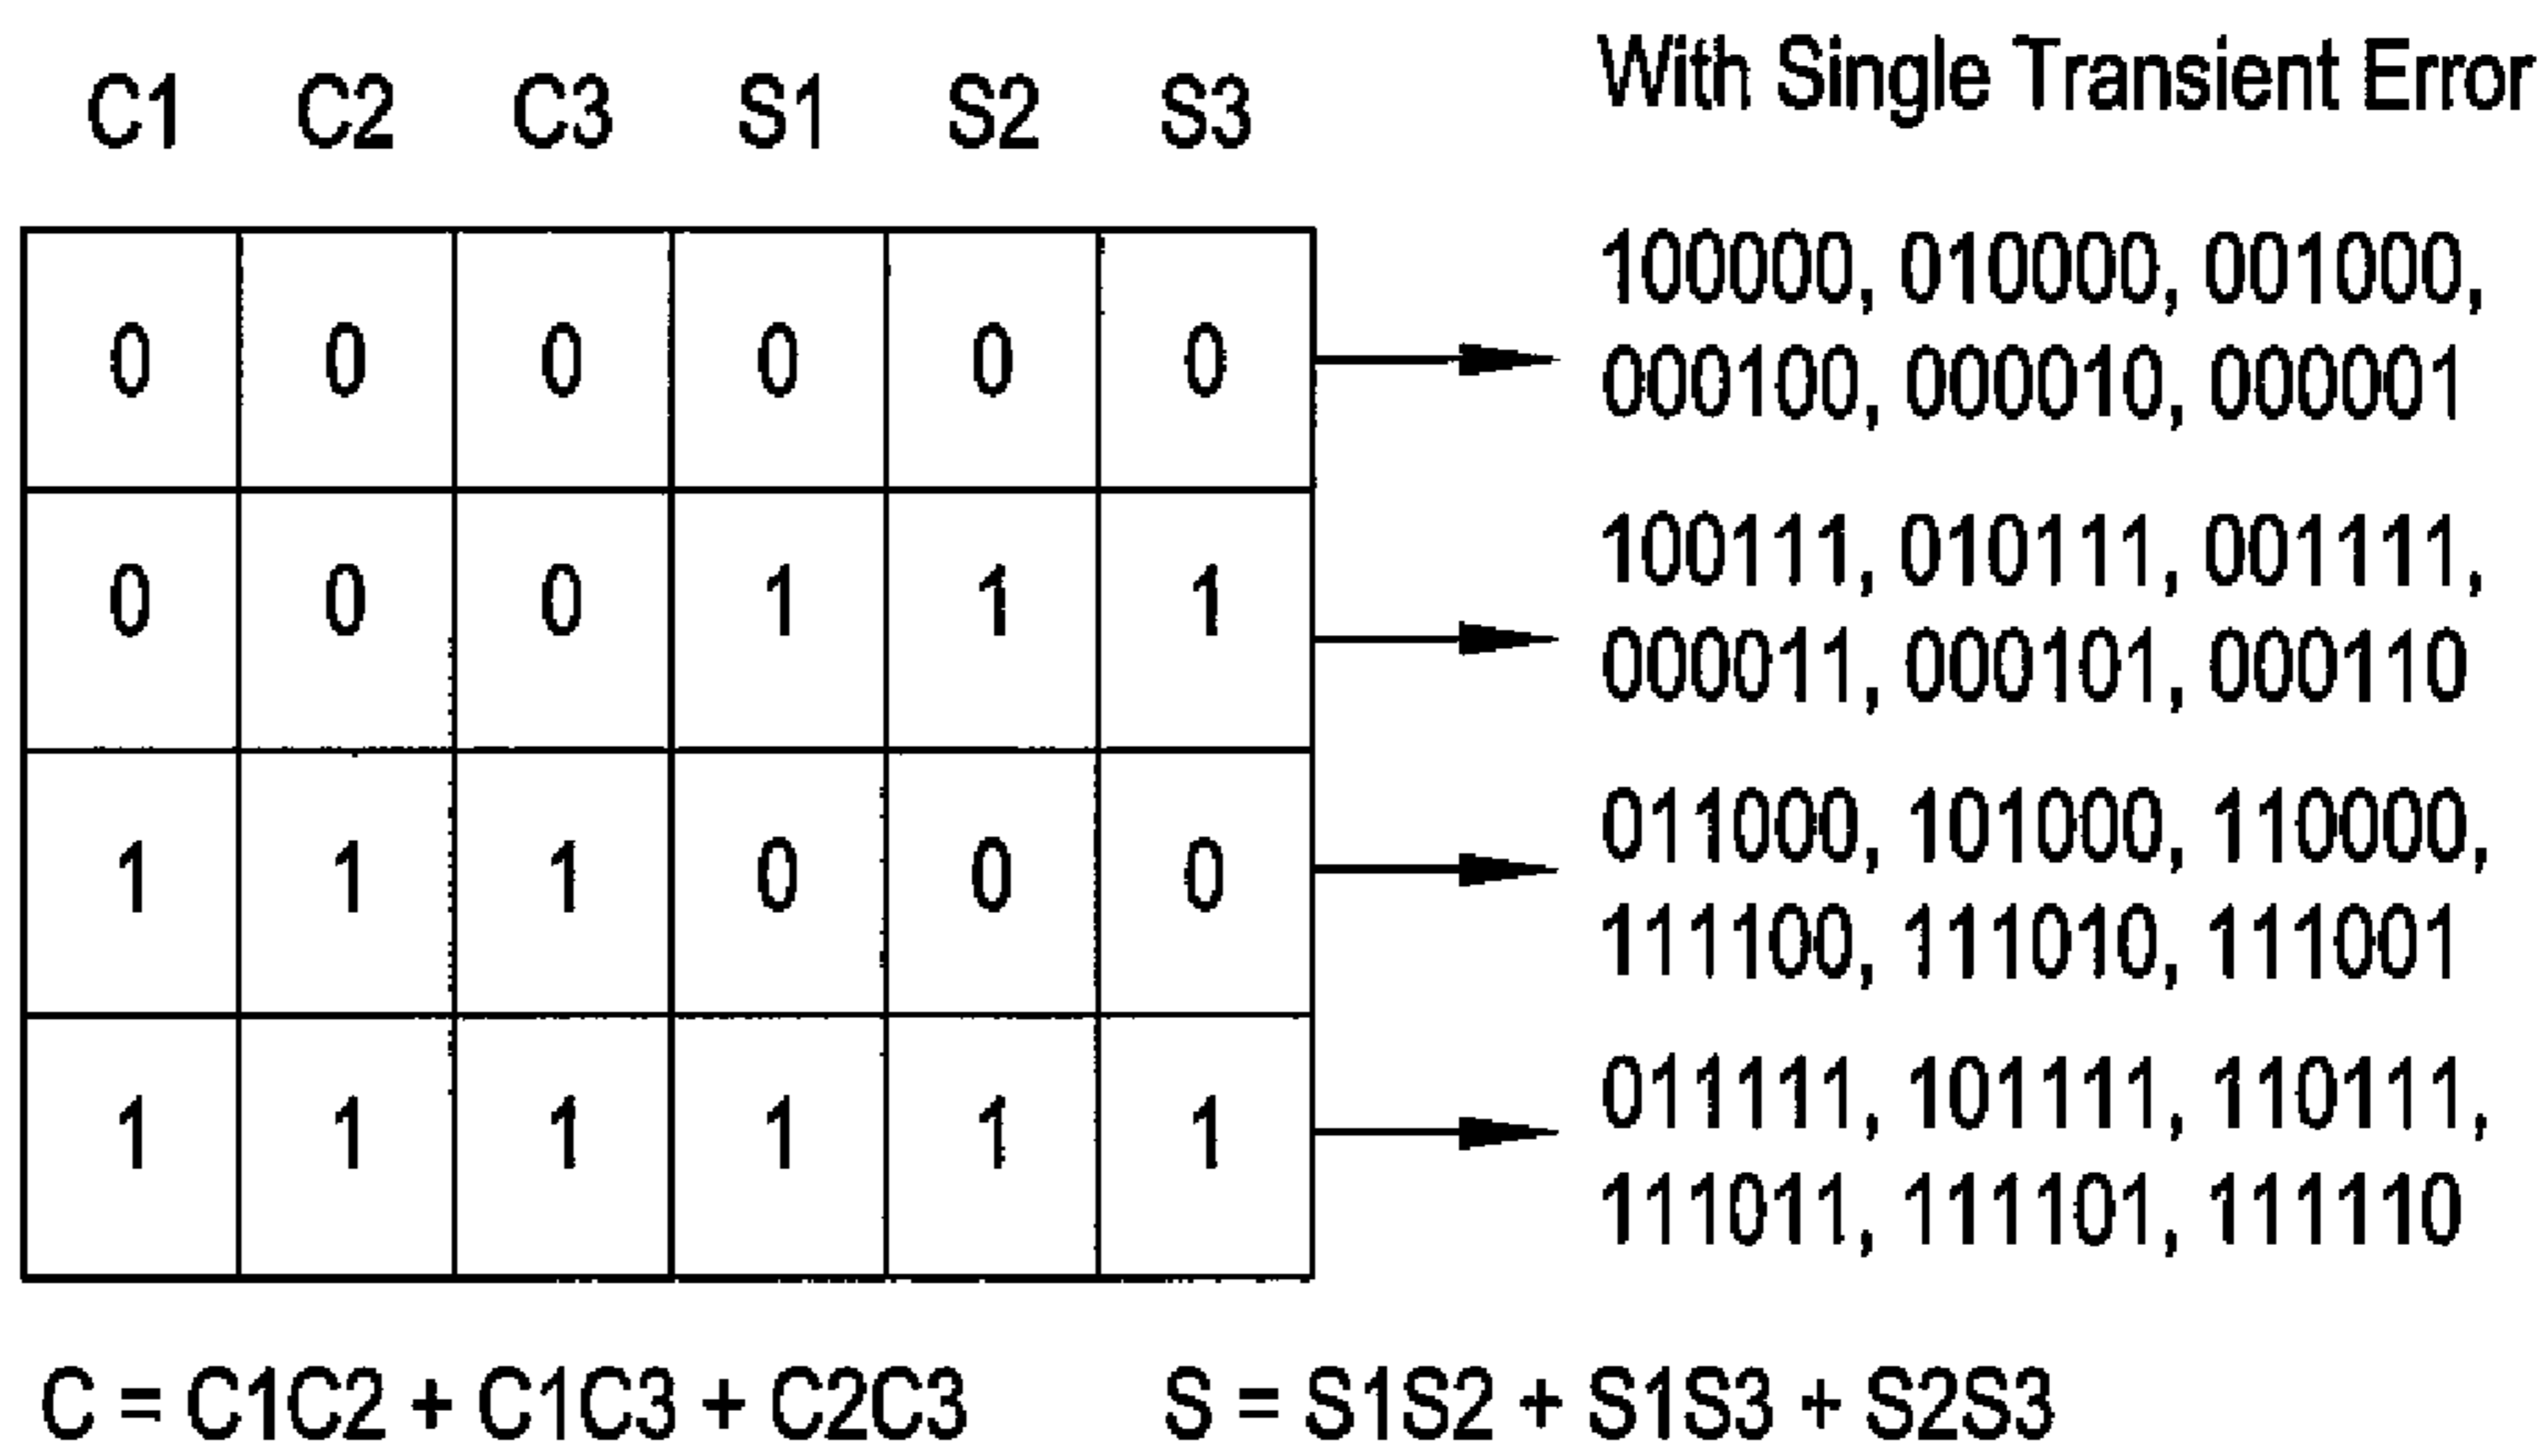 C1 C2 C3 S1 S2 S3 With Single Transient Error
0 0 0 0 0 0
100000, 010000, 001000,
000100, 000010, 000001
0 0 0 1 1 1
100111, 010111, 001111,
000011, 000101, 000110
1 1 1 0 0 0
011000, 101000, 110000,
111100, 111010, 111001
1 1 1 1 1 1
011111, 101111, 110111,
111011, 111101, 111110
C = C1C2 + C1C3 + C2C3 S = S1S2 + S1S3 + S2S3